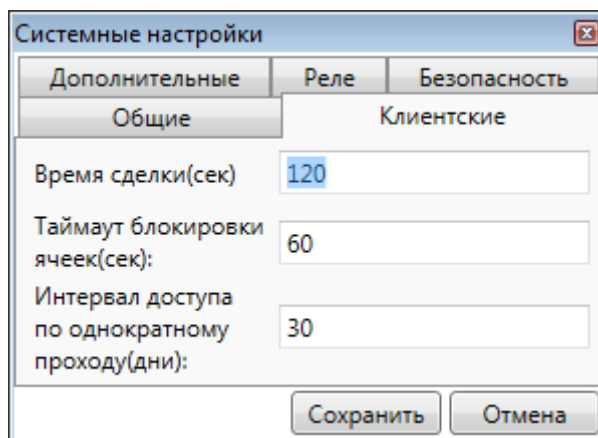 Системные настройки
Дополнительные Реле Безопасность
Общие Клиентские
Время сделки(сек) 120
Таймаут блокировки
ячеек(сек): 60
Интервал доступа
по однократному 30
проходу(дни):
Сохранить Отмена